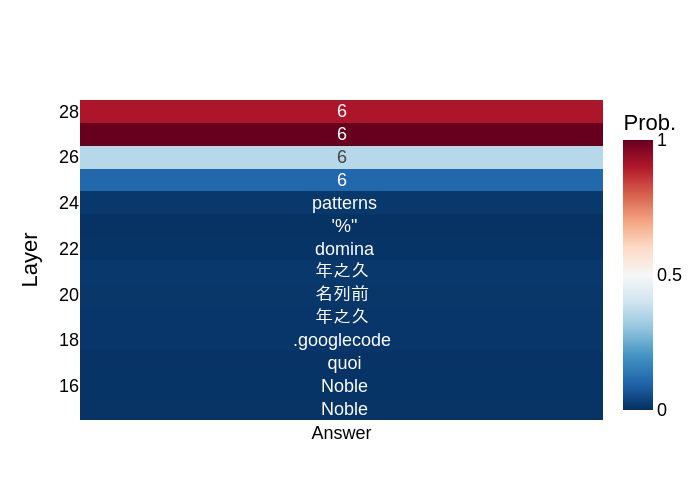 Prob.
28 6 1
6
26 6
6
24 patterns
'%"
22 domina
年之久 0.5
20 名列前
年之久
18 .googlecode
quoi
16 Noble
Noble 0
Answer
Layer